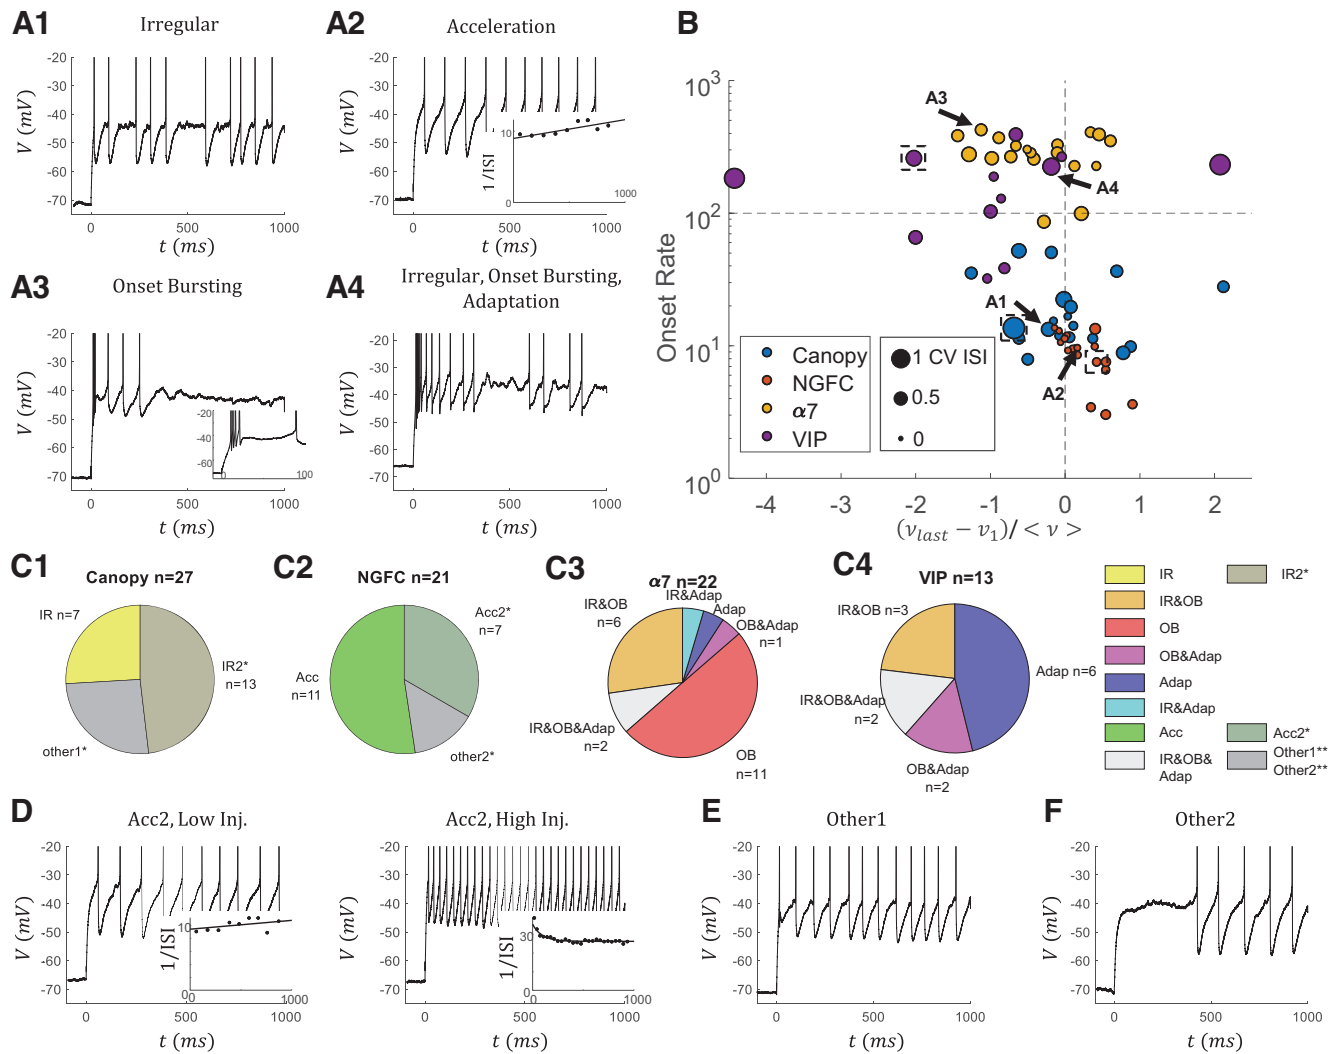 A1
Irregular
-20
-30
-40
-50
-60
-70
V (mV)
0
500
1000
t (ms)
A2
Acceleration
-20
-30
-40
-50
-60
-70
V (mV)
10
0
1/ISI
1000
0
500
1000
t (ms)
A3
Onset Bursting
-20
-30
-40
-50
-60
-70
V (mV)
-20
-40
-60
0
100
0
500
1000
t (ms)
A4
Irregular, Onset Bursting,
Adaptation
-20
-30
-40
-50
-60
-70
V (mV)
0
500
1000
t (ms)
B
10³
10²
10¹
10⁰
Onset Rate
A3
A4
A1
A2
Canopy
NGFC
α7
VIP
1 CV ISI
0.5
0
-4
-3
-2
-1
0
1
2
(νlast − ν1)/< ν >
C1
Canopy n=27
IR n=7
IR2*
n=13
other1*
C2
NGFC n=21
Acc2*
n=7
Acc
n=11
other2*
C3
α7 n=22
IR&Adap
Adap
IR&OB
n=6
OB&Adap
n=1
IR&OB&Adap
n=2
OB
n=11
C4
VIP n=13
IR&OB n=3
Adap n=6
IR&OB&Adap
n=2
OB&Adap
n=2
IR
IR2*
IR&OB
OB
OB&Adap
Adap
IR&Adap
Acc
Acc2*
IR&OB&
Adap
Other1**
Other2**
D
Acc2, Low Inj.
-20
-30
-40
-50
-60
-70
V (mV)
10
0
1/ISI
0
1000
0
500
1000
t (ms)
Acc2, High Inj.
-20
-30
-40
-50
-60
-70
V (mV)
30
1/ISI
0
1000
0
500
1000
t (ms)
E
Other1
-20
-30
-40
-50
-60
-70
V (mV)
0
500
1000
t (ms)
F
Other2
-20
-30
-40
-50
-60
-70
V (mV)
0
500
1000
t (ms)